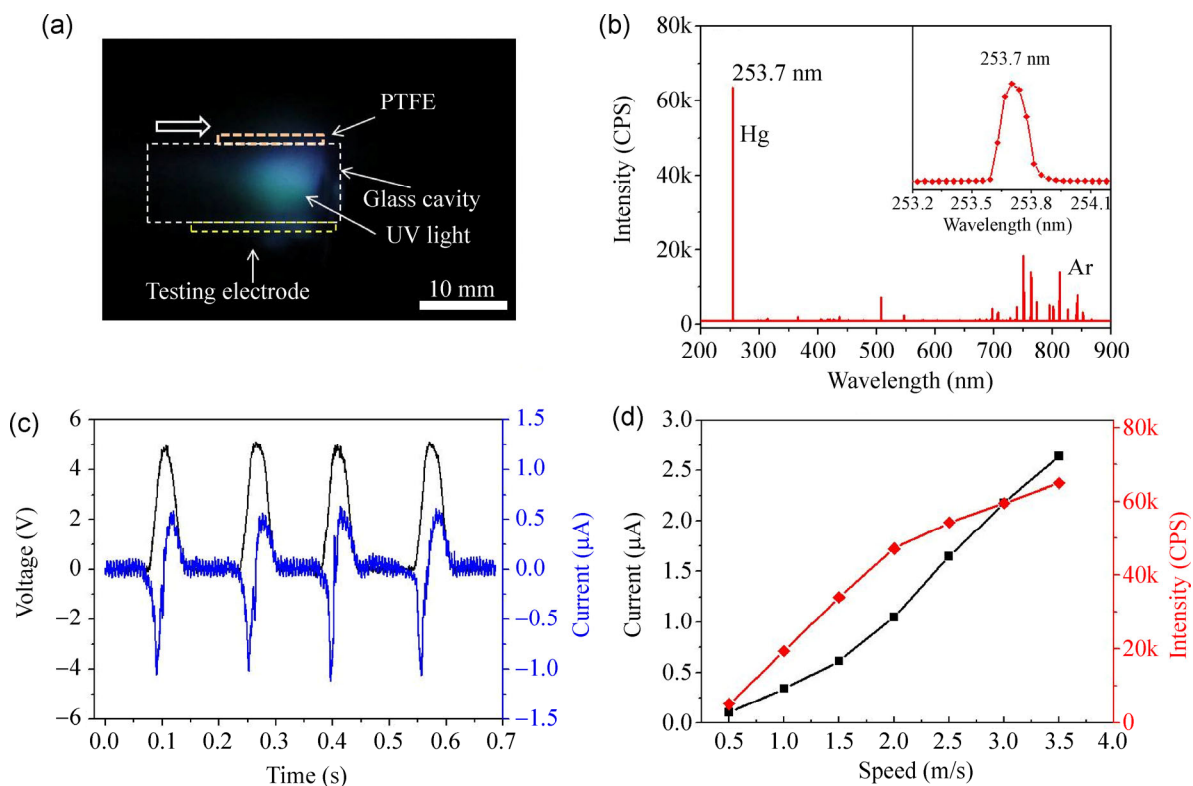 (a)
PTFE
Glass cavity
UV light
Testing electrode
10 mm
(b)
80k
60k
40k
20k
0
Intensity (CPS)
253.7 nm
Hg
Ar
253.7 nm
253.2 253.6 253.8 254.1
Wavelength (nm)
200 300 400 500 600 700 800 900
Wavelength (nm)
(c)
6
4
2
0
−2
−4
−6
Voltage (V)
1.5
1.0
0.5
0.0
−0.5
−1.0
−1.5
Current (μA)
0.0 0.1 0.2 0.3 0.4 0.5 0.6 0.7
Time (s)
(d)
3.0
2.5
2.0
1.5
1.0
0.5
0.0
Current (μA)
80k
60k
40k
20k
0
Intensity (CPS)
0.5 1.0 1.5 2.0 2.5 3.0 3.5 4.0
Speed (m/s)